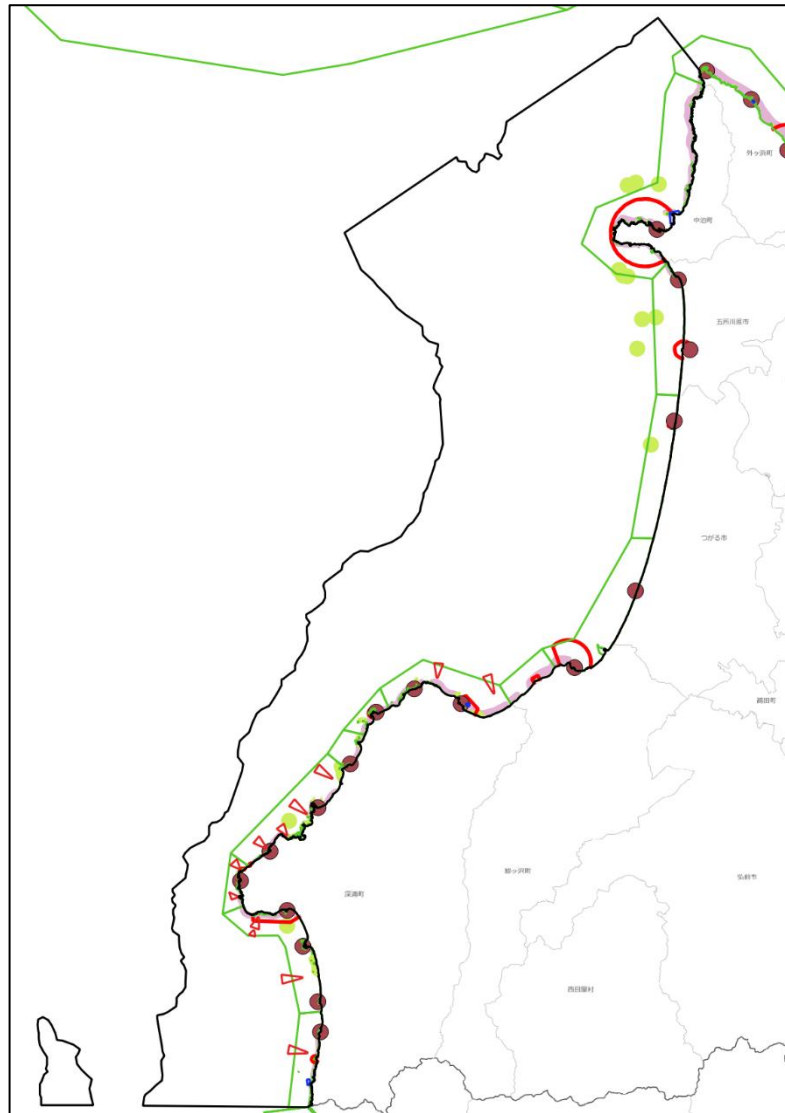 外ヶ浜町
中泊町
五所川原市
つがる市
鶴田町
鰺ヶ沢町
弘前市
深浦町
西目屋村